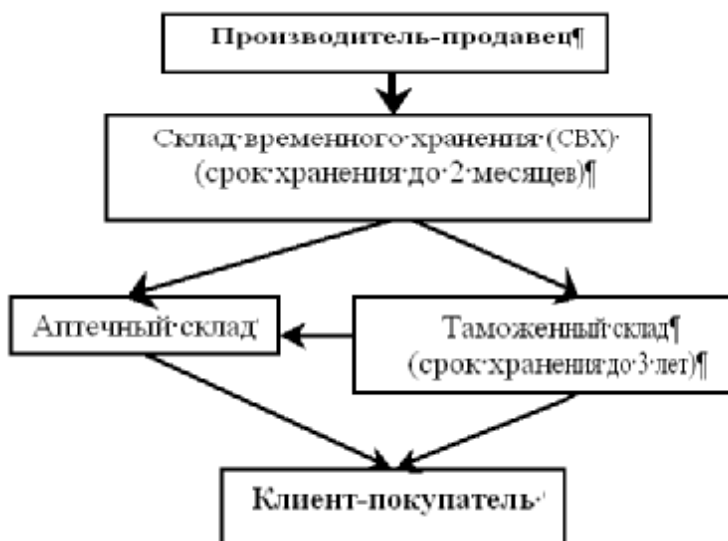 Производитель-продавец¶
Склад·временного·хранения·(СВХ)·
(срок·хранения·до·2·месяцев)¶
Аптечный·склад·
Таможенный·склад¶
(срок·хранения·до·3·лет)¶
Клиент-покупатель·